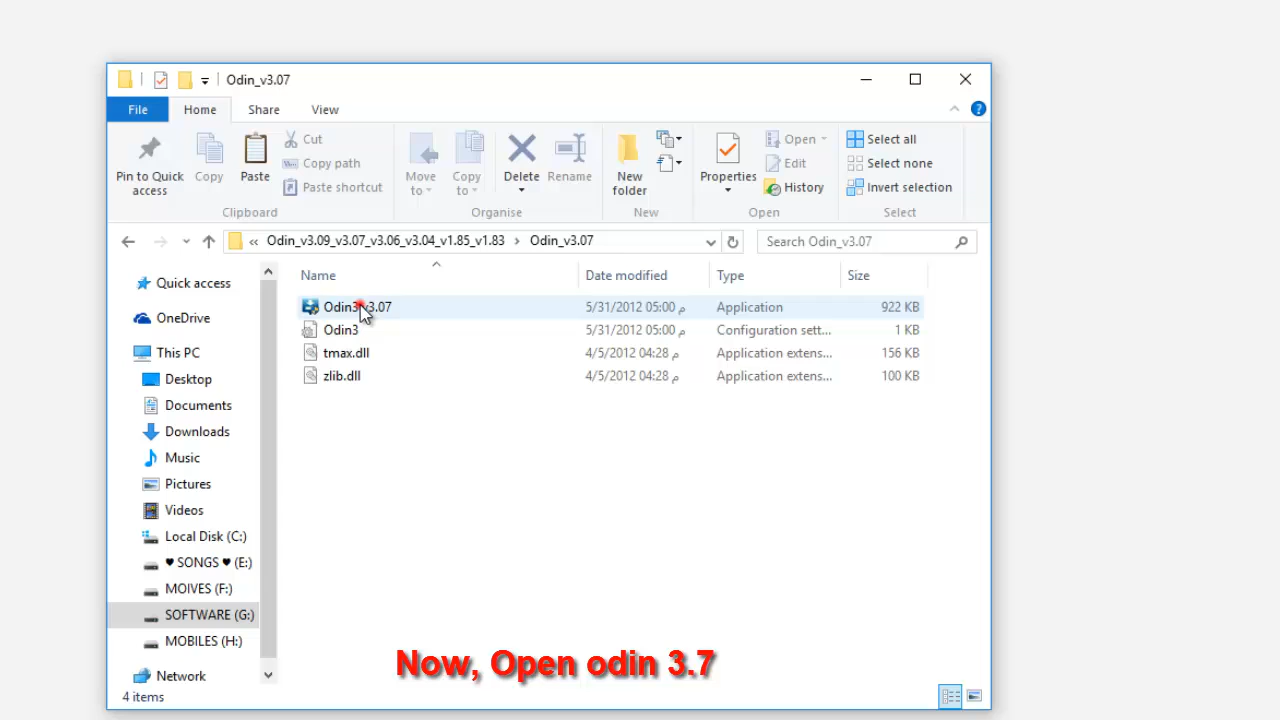 Odin_v3.07
File Home Share View
Pin to Quick access
Copy
Paste
Cut
Copy path
Paste shortcut
Move to
Copy to
Delete
Rename
New folder
Properties
Open
Edit
History
Select all
Select none
Invert selection
Clipboard Organise New Open Select
« Odin_v3.09_v3.07_v3.06_v3.04_v1.85_v1.83 › Odin_v3.07
Search Odin_v3.07
Quick access
OneDrive
This PC
Desktop
Documents
Downloads
Music
Pictures
Videos
Local Disk (C:)
♥ SONGS ♥ (E:)
MOIVES (F:)
SOFTWARE (G:)
MOBILES (H:)
Network
Name Date modified Type Size
Odin3 v3.07 5/31/2012 05:00 م Application 922 KB
Odin3 5/31/2012 05:00 م Configuration sett... 1 KB
tmax.dll 4/5/2012 04:28 م Application extens... 156 KB
zlib.dll 4/5/2012 04:28 م Application extens... 100 KB
Now, Open odin 3.7
4 items